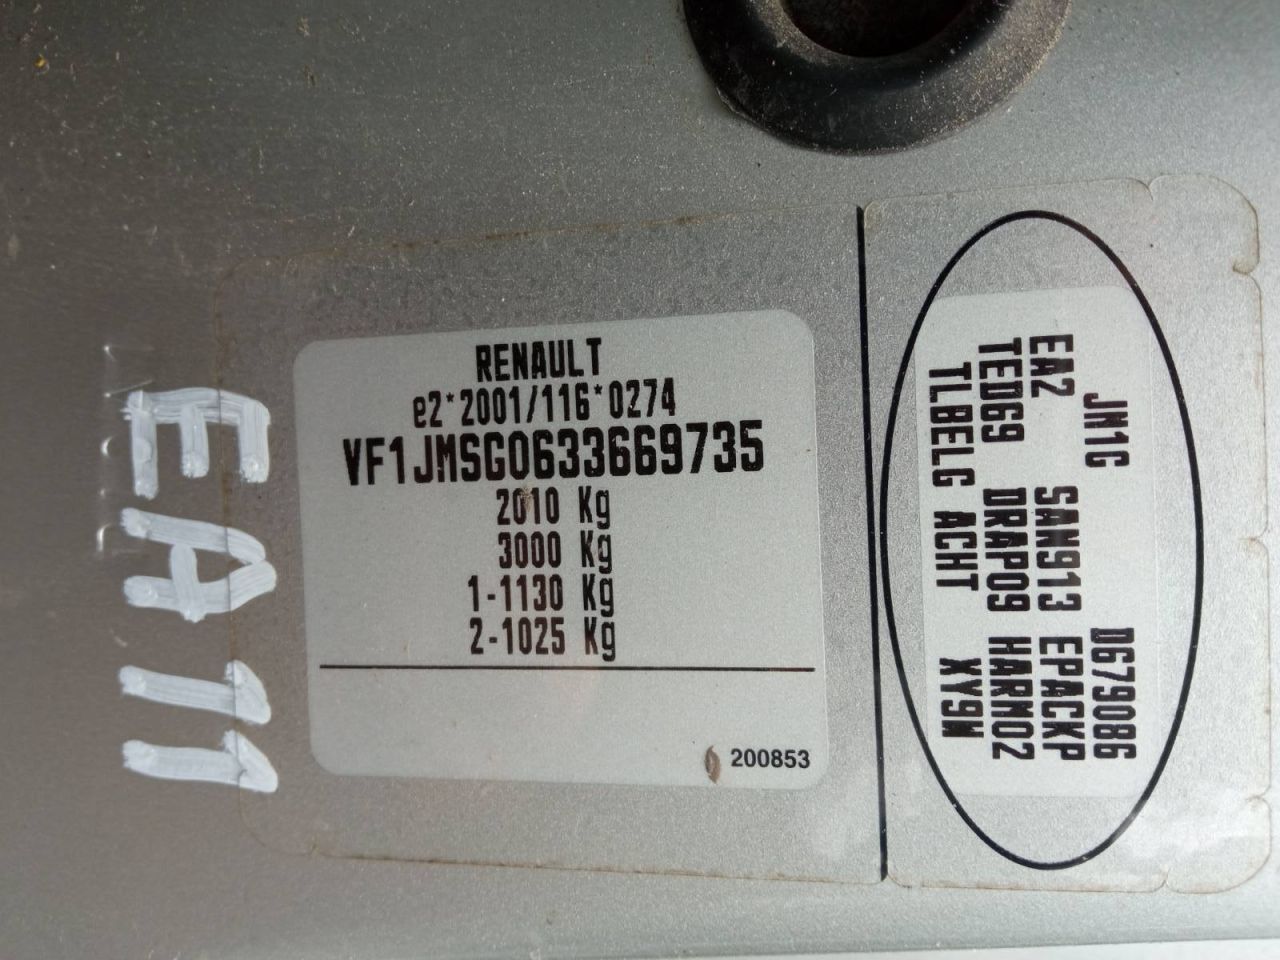 RENAULT
e2*2001/116*0274
VF1JMSG0633669735
2010 Kg
3000 Kg
1-1130 Kg
2-1025 Kg
200853
JM1G D679086
EA2 SAN913 EPACKP
TED69 DRAP09 HARM02
TLBELG ACHT XY9W
EA11